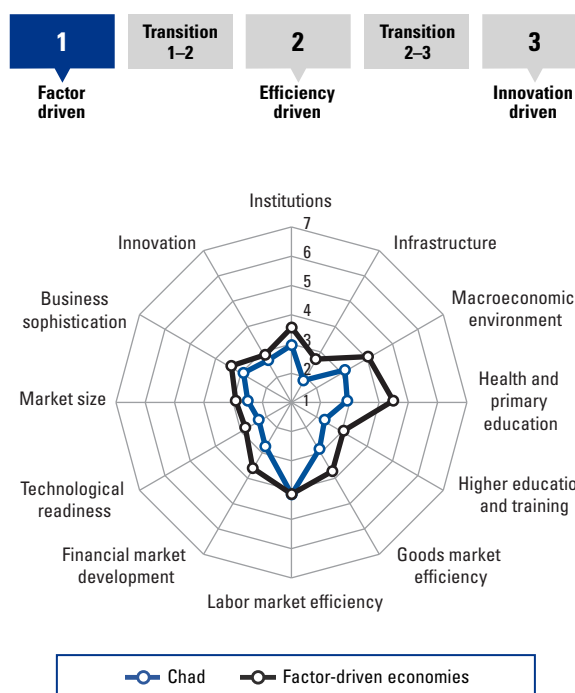 1
Transition
1–2
2
Transition
2–3
3
Factor
driven
Efficiency
driven
Innovation
driven
Institutions
7
6
5
4
3
2
1
Innovation
Infrastructure
Business
sophistication
Macroeconomic
environment
Market size
Health and
primary
education
Technological
readiness
Higher educatio
and training
Financial market
development
Goods market
efficiency
Labor market efficiency
Chad
Factor-driven economies